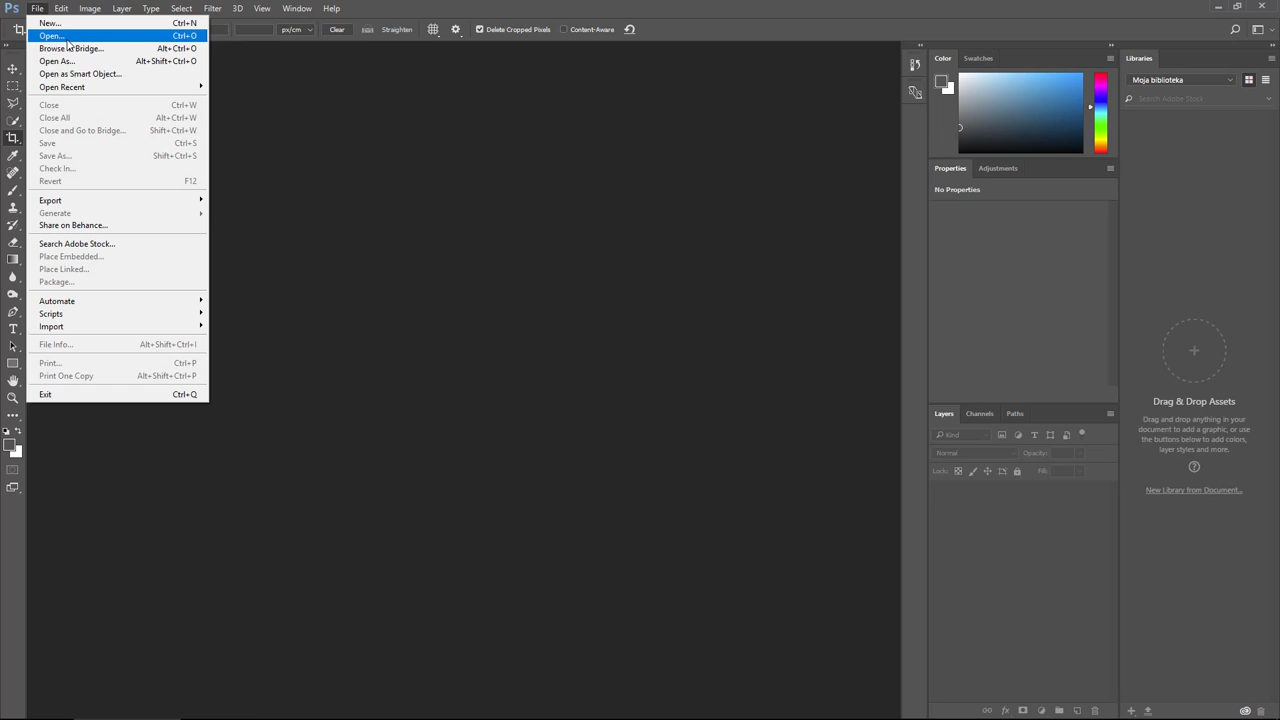 Ps File Edit Image Layer Type Select Filter 3D View Window Help
px/cm Clear Straighten Delete Cropped Pixels Content-Aware
New... Ctrl+N
Open... Ctrl+O
Browse in Bridge... Alt+Ctrl+O
Open As... Alt+Shift+Ctrl+O
Open as Smart Object...
Open Recent
Close Ctrl+W
Close All Alt+Ctrl+W
Close and Go to Bridge... Shift+Ctrl+W
Save Ctrl+S
Save As... Shift+Ctrl+S
Check In...
Revert F12
Export
Generate
Share on Behance...
Search Adobe Stock...
Place Embedded...
Place Linked...
Package...
Automate
Scripts
Import
File Info... Alt+Shift+Ctrl+I
Print... Ctrl+P
Print One Copy Alt+Shift+Ctrl+P
Exit Ctrl+Q
Color Swatches
Properties Adjustments
No Properties
Layers Channels Paths
Kind
Normal Opacity:
Lock: Fill:
Libraries
Moja biblioteka
Search Adobe Stock
Drag & Drop Assets
Drag and drop anything in your
document to add a graphic, or use
the buttons below to add colors,
layer styles and more.
New Library from Document...